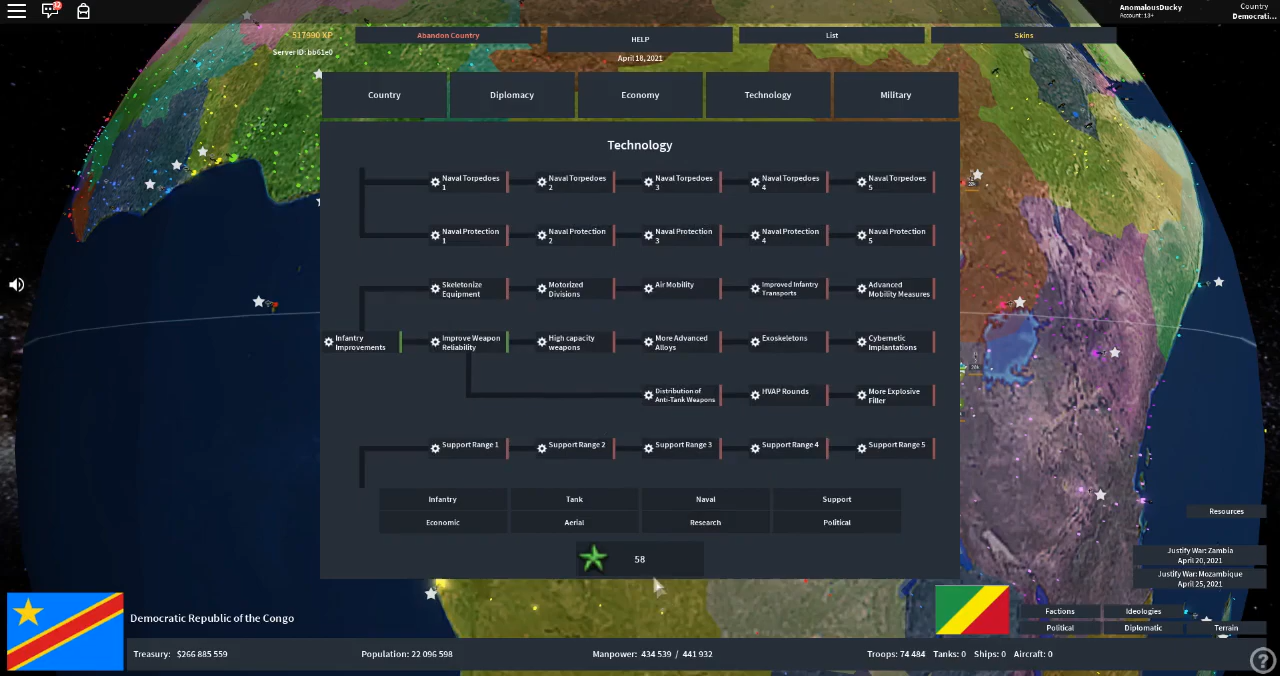 32
AnomalousDucky
Account: 13+
Country
Democrati...
517990 XP
Abandon Country
HELP
List
Skins
Server ID: bb61e0
April 18, 2021
Country
Diplomacy
Economy
Technology
Military
Technology
Naval Torpedoes 1
Naval Torpedoes 2
Naval Torpedoes 3
Naval Torpedoes 4
Naval Torpedoes 5
Naval Protection 1
Naval Protection 2
Naval Protection 3
Naval Protection 4
Naval Protection 5
Skeletonize Equipment
Motorized Divisions
Air Mobility
Improved Infantry Transports
Advanced Mobility Measures
Infantry Improvements
Improve Weapon Reliability
High capacity weapons
More Advanced Alloys
Exoskeletons
Cybernetic Implantations
Distribution of Anti-Tank Weapons
HVAP Rounds
More Explosive Filler
Support Range 1
Support Range 2
Support Range 3
Support Range 4
Support Range 5
Infantry
Tank
Naval
Support
Economic
Aerial
Research
Political
58
Resources
Justify War: Zambia
April 20, 2021
Justify War: Mozambique
April 25, 2021
Factions
Ideologies
Political
Diplomatic
Terrain
Democratic Republic of the Congo
Treasury: $266 885 559
Population: 22 096 598
Manpower: 434 539 / 441 932
Troops: 74 484 Tanks: 0 Ships: 0 Aircraft: 0
?